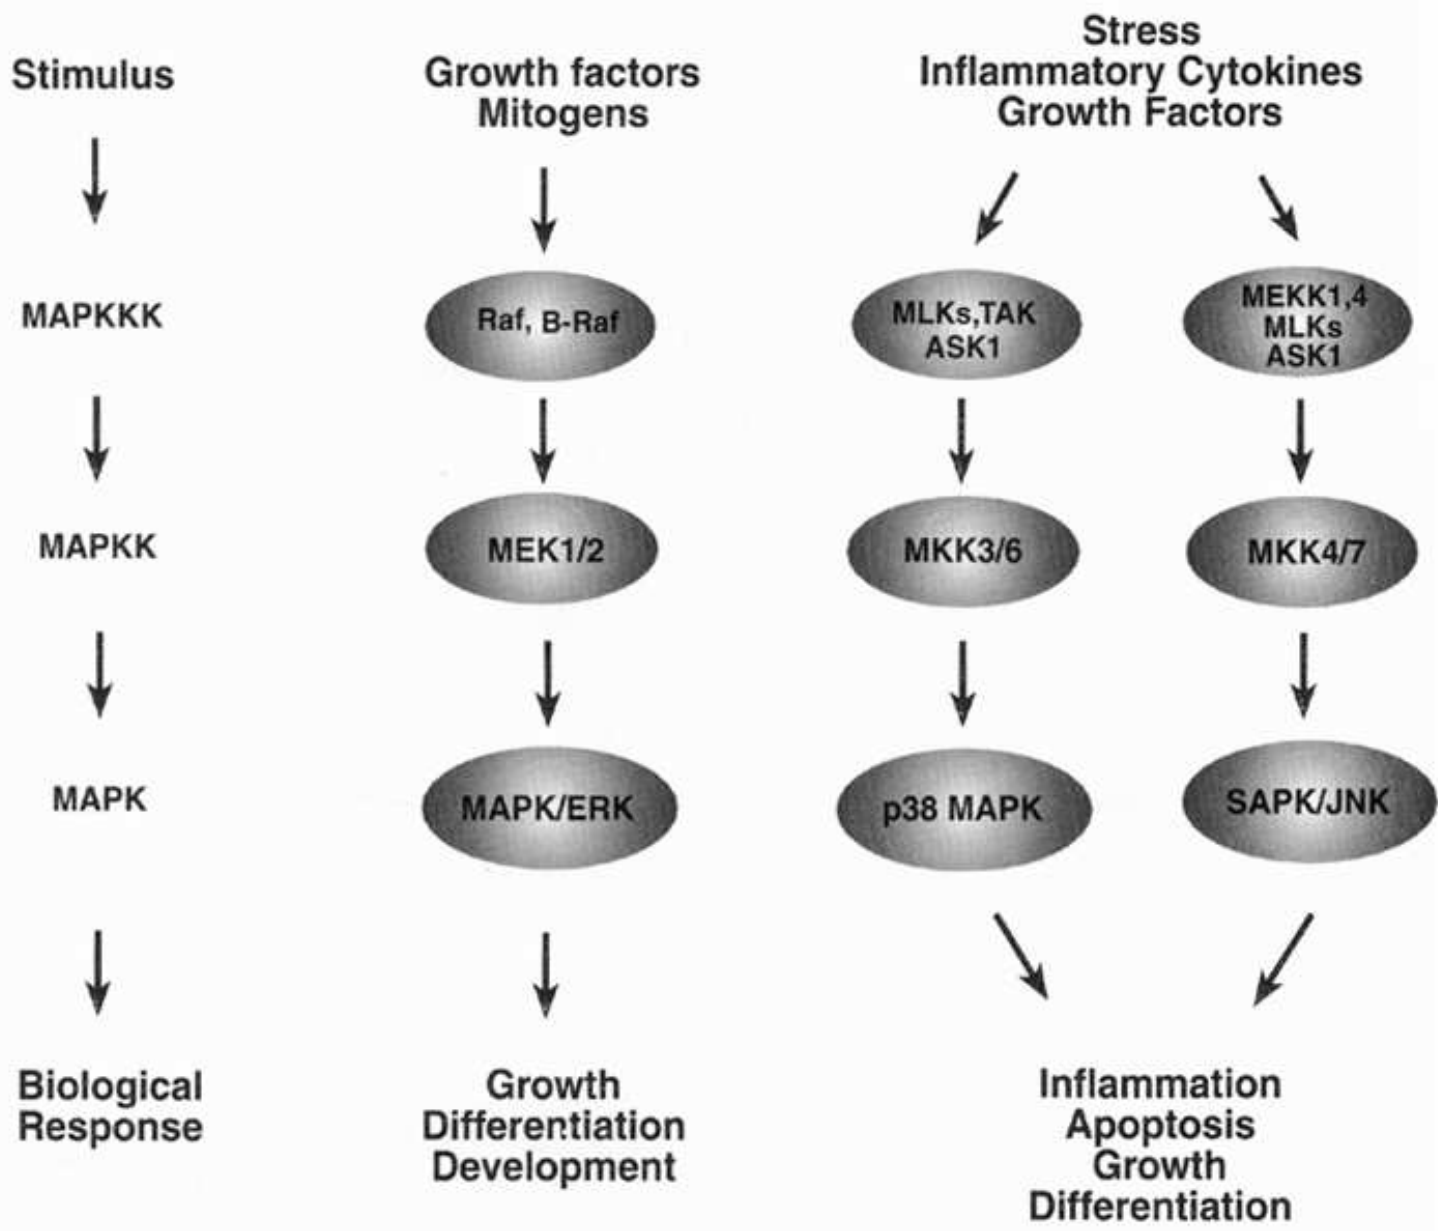 Stimulus
Growth factors
Mitogens
Stress
Inflammatory Cytokines
Growth Factors
MAPKKK
Raf, B-Raf
MLKs,TAK
ASK1
MEKK1,4
MLKs
ASK1
MAPKK
MEK1/2
MKK3/6
MKK4/7
MAPK
MAPK/ERK
p38 MAPK
SAPK/JNK
Biological
Response
Growth
Differentiation
Development
Inflammation
Apoptosis
Growth
Differentiation